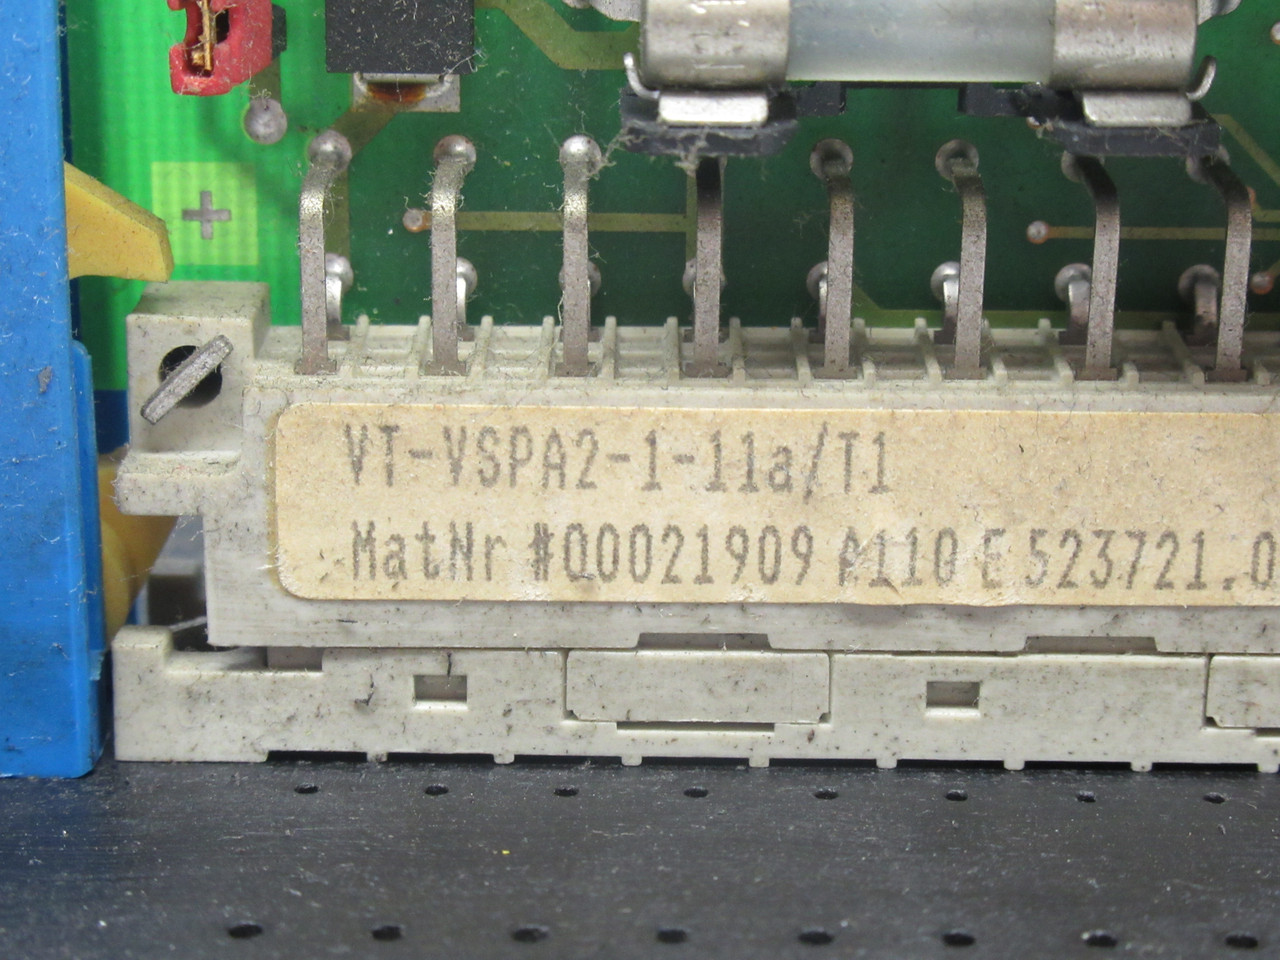 VT-VSPA2-1-11a/T1
MatNr #00021909 A110 E 523721.0